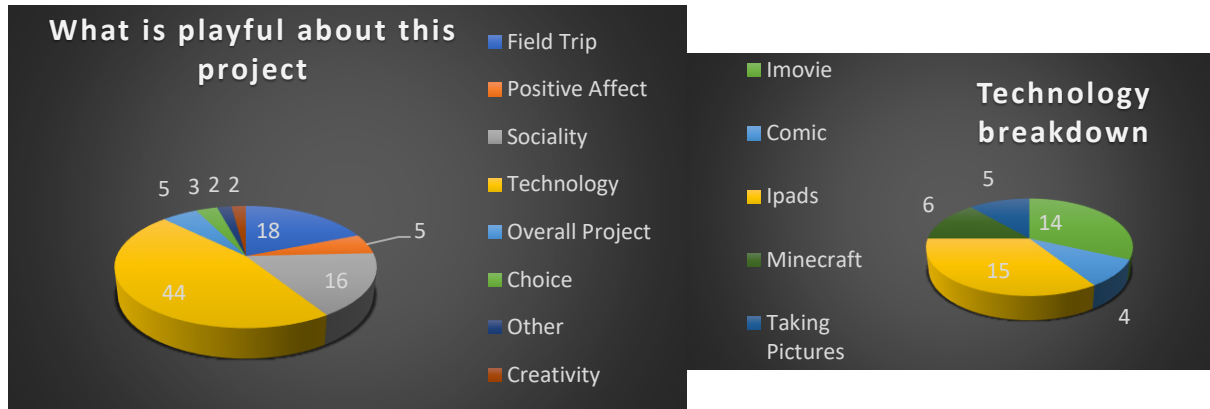 What is playful about this
project
Field Trip
Positive Affect
Sociality
Technology
Overall Project
Choice
Other
Creativity
5
3
2
2
18
5
16
44
Imovie
Comic
Ipads
Minecraft
Taking
Pictures
Technology
breakdown
5
6
14
15
4